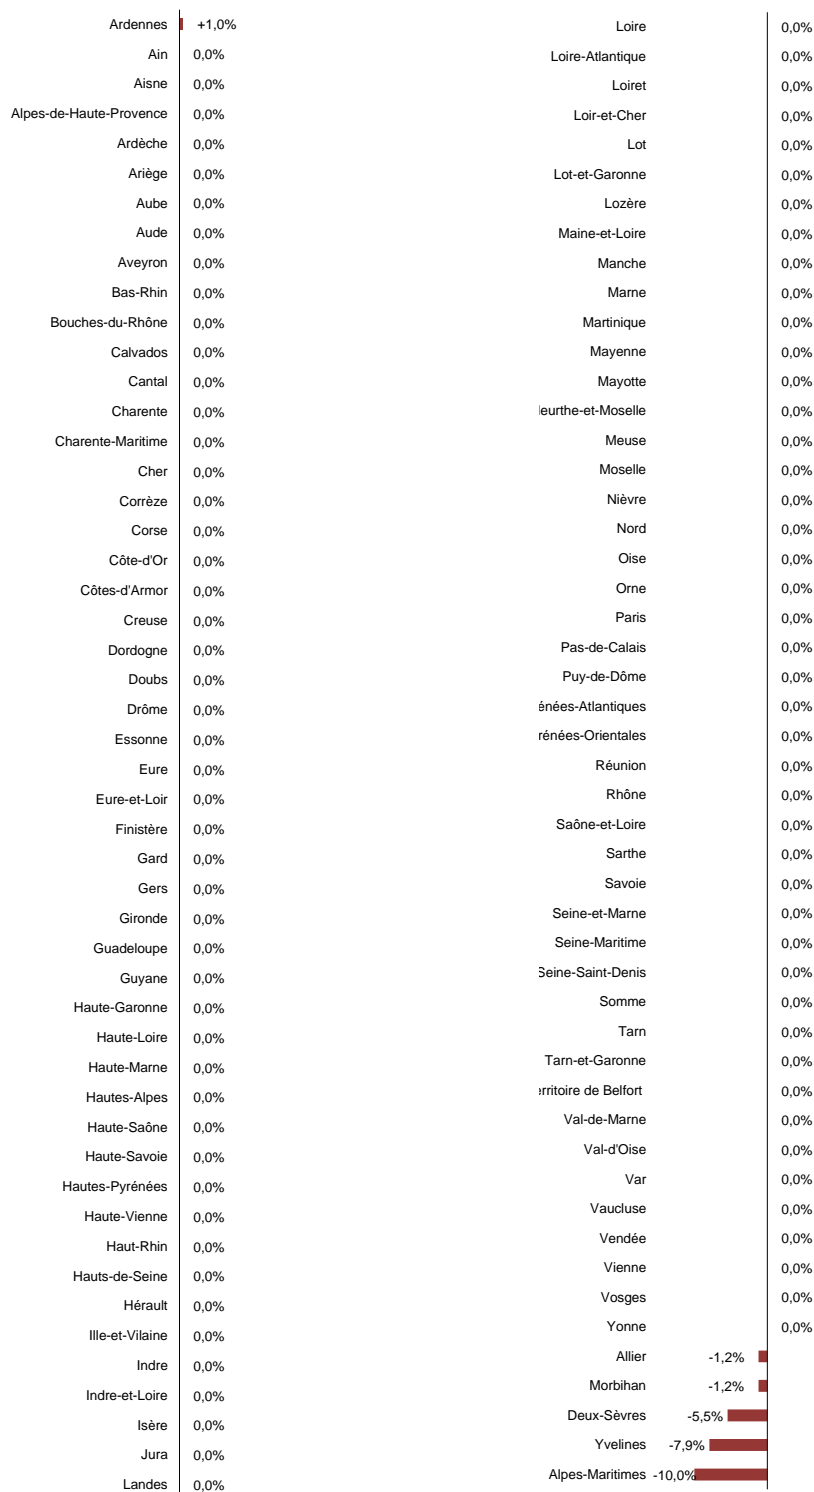 Ardennes +1,0%
Ain 0,0%
Aisne 0,0%
Alpes-de-Haute-Provence 0,0%
Ardèche 0,0%
Ariège 0,0%
Aube 0,0%
Aude 0,0%
Aveyron 0,0%
Bas-Rhin 0,0%
Bouches-du-Rhône 0,0%
Calvados 0,0%
Cantal 0,0%
Charente 0,0%
Charente-Maritime 0,0%
Cher 0,0%
Corrèze 0,0%
Corse 0,0%
Côte-d'Or 0,0%
Côtes-d'Armor 0,0%
Creuse 0,0%
Dordogne 0,0%
Doubs 0,0%
Drôme 0,0%
Essonne 0,0%
Eure 0,0%
Eure-et-Loir 0,0%
Finistère 0,0%
Gard 0,0%
Gers 0,0%
Gironde 0,0%
Guadeloupe 0,0%
Guyane 0,0%
Haute-Garonne 0,0%
Haute-Loire 0,0%
Haute-Marne 0,0%
Hautes-Alpes 0,0%
Haute-Saône 0,0%
Haute-Savoie 0,0%
Hautes-Pyrénées 0,0%
Haute-Vienne 0,0%
Haut-Rhin 0,0%
Hauts-de-Seine 0,0%
Hérault 0,0%
Ille-et-Vilaine 0,0%
Indre 0,0%
Indre-et-Loire 0,0%
Isère 0,0%
Jura 0,0%
Landes 0,0%
Loire 0,0%
Loire-Atlantique 0,0%
Loiret 0,0%
Loir-et-Cher 0,0%
Lot 0,0%
Lot-et-Garonne 0,0%
Lozère 0,0%
Maine-et-Loire 0,0%
Manche 0,0%
Marne 0,0%
Martinique 0,0%
Mayenne 0,0%
Mayotte 0,0%
eurthe-et-Moselle 0,0%
Meuse 0,0%
Moselle 0,0%
Nièvre 0,0%
Nord 0,0%
Oise 0,0%
Orne 0,0%
Paris 0,0%
Pas-de-Calais 0,0%
Puy-de-Dôme 0,0%
énées-Atlantiques 0,0%
rénées-Orientales 0,0%
Réunion 0,0%
Rhône 0,0%
Saône-et-Loire 0,0%
Sarthe 0,0%
Savoie 0,0%
Seine-et-Marne 0,0%
Seine-Maritime 0,0%
Seine-Saint-Denis 0,0%
Somme 0,0%
Tarn 0,0%
Tarn-et-Garonne 0,0%
erritoire de Belfort 0,0%
Val-de-Marne 0,0%
Val-d'Oise 0,0%
Var 0,0%
Vaucluse 0,0%
Vendée 0,0%
Vienne 0,0%
Vosges 0,0%
Yonne 0,0%
Allier -1,2%
Morbihan -1,2%
Deux-Sèvres -5,5%
Yvelines -7,9%
Alpes-Maritimes -10,0%